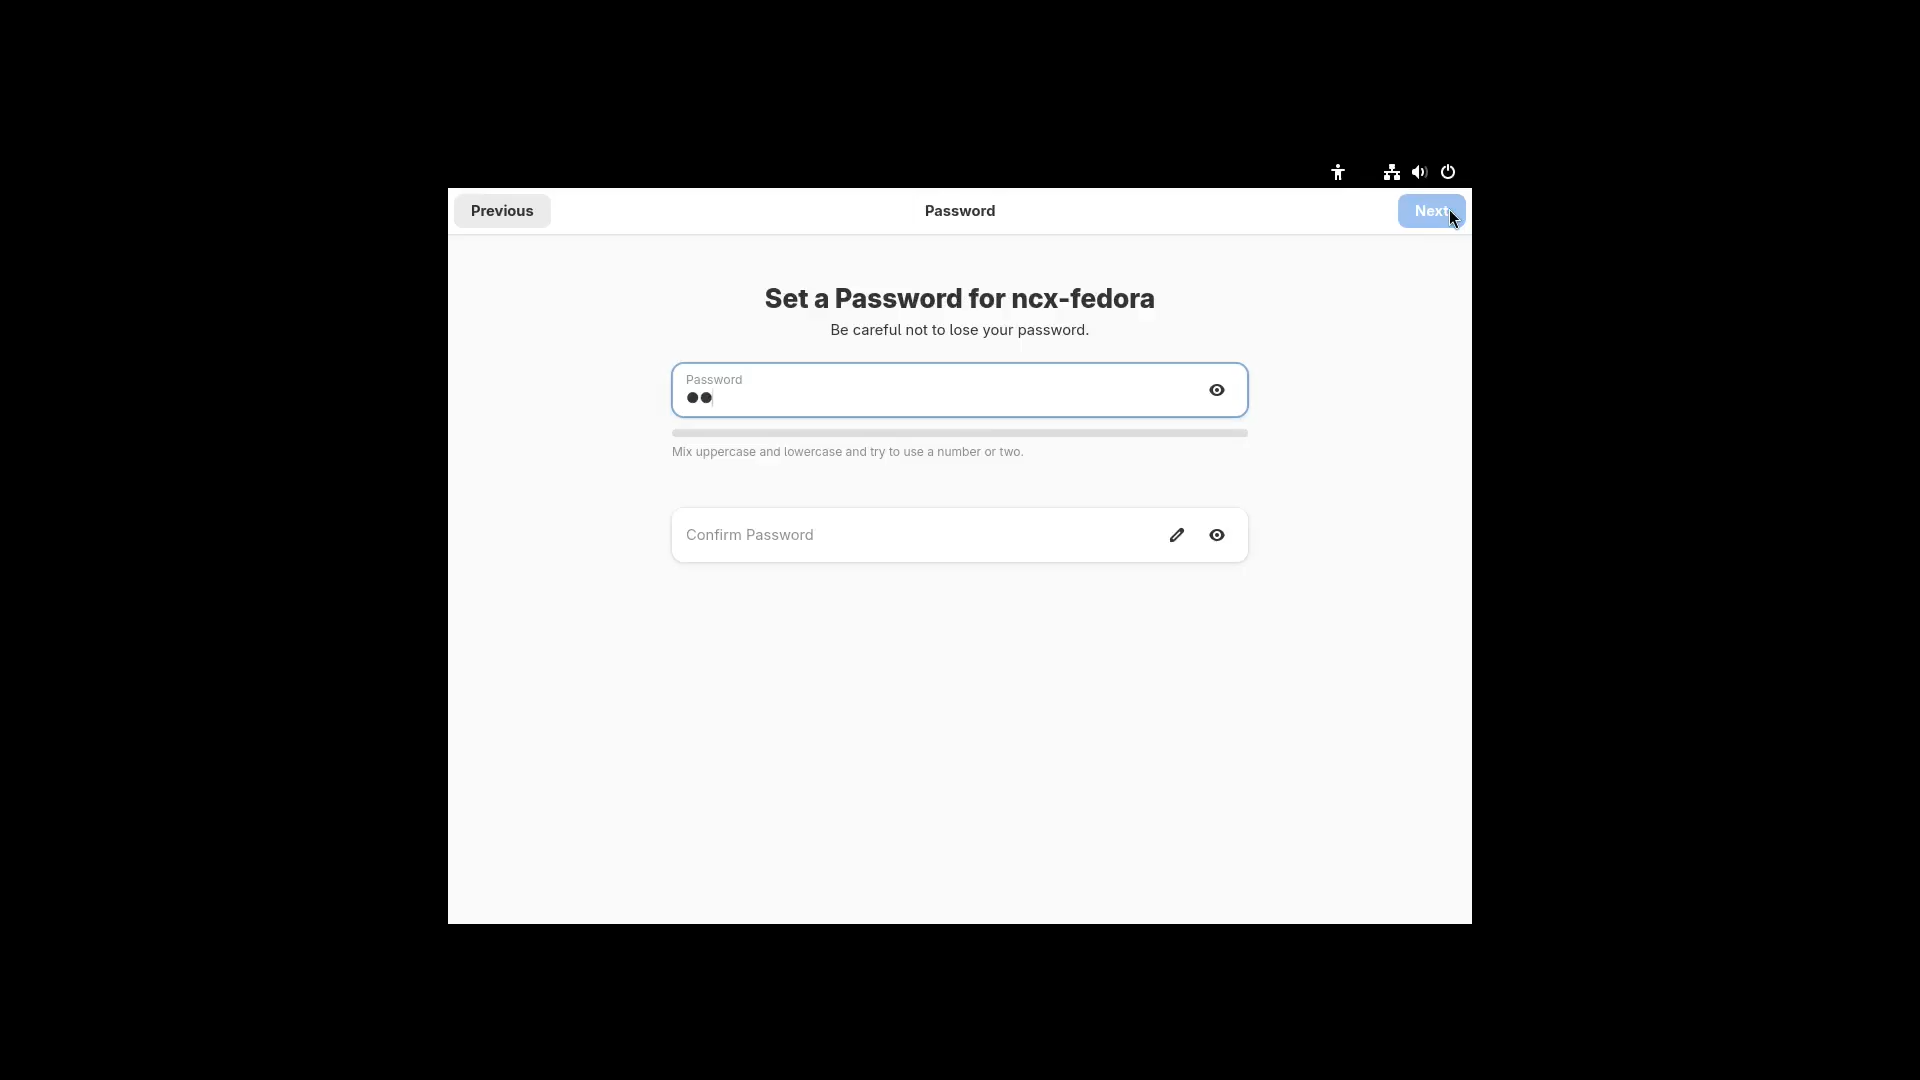 Previous
Password
Next
Set a Password for ncx-fedora
Be careful not to lose your password.
Password
●●
Mix uppercase and lowercase and try to use a number or two.
Confirm Password